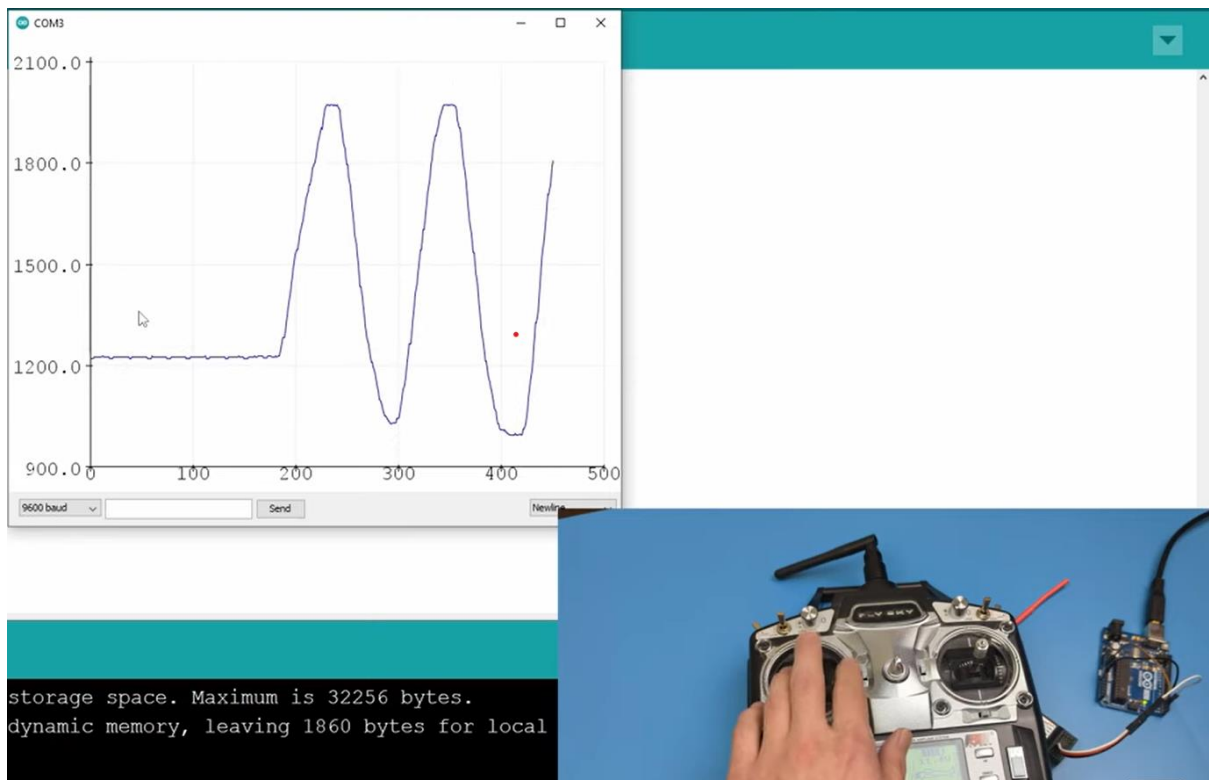 COM3
2100.0
1800.0
1500.0
1200.0
900.0
0 100 200 300 400 500
9600 baud Send Newline
FLY SKY
storage space. Maximum is 32256 bytes.
dynamic memory, leaving 1860 bytes for local